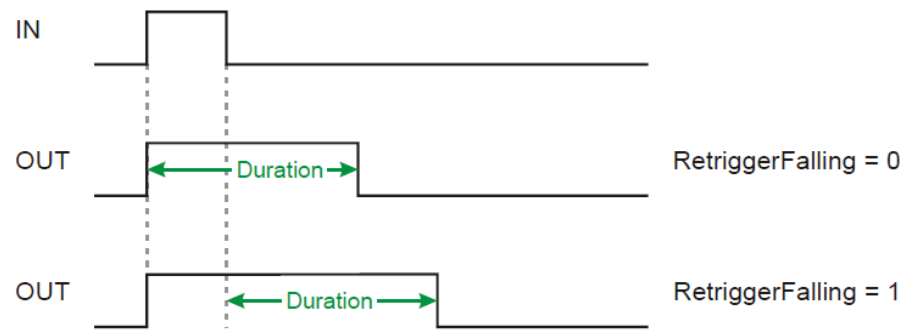 IN
OUT
Duration
RetriggerFalling = 0
OUT
Duration
RetriggerFalling = 1